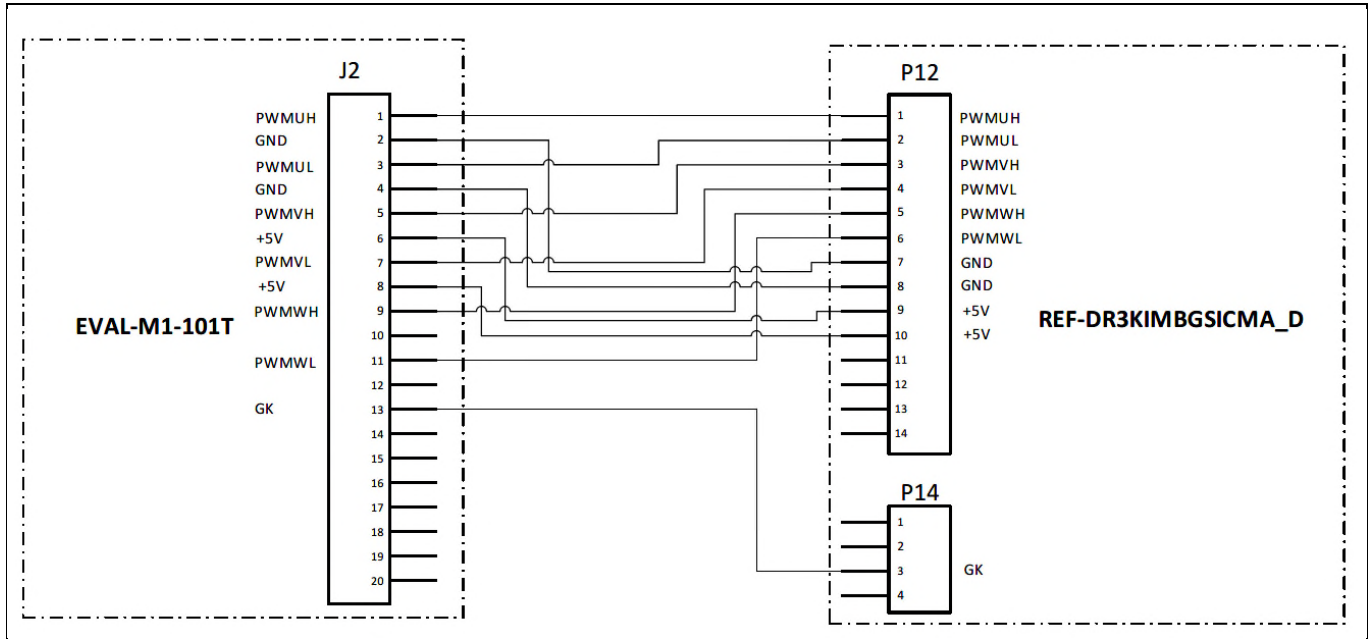 J2
P12
PWMUH 1
GND 2
PWMUL 3
GND 4
PWMVH 5
+5V 6
PWMVL 7
+5V 8
PWMWH 9
10
PWMWL 11
12
GK 13
14
15
16
17
18
19
20
EVAL-M1-101T
1 PWMUH
2 PWMUL
3 PWMVH
4 PWMVL
5 PWMWH
6 PWMWL
7 GND
8 GND
9 +5V
10 +5V
11
12
13
14
REF-DR3KIMBGSICMA_D
P14
1
2
3 GK
4